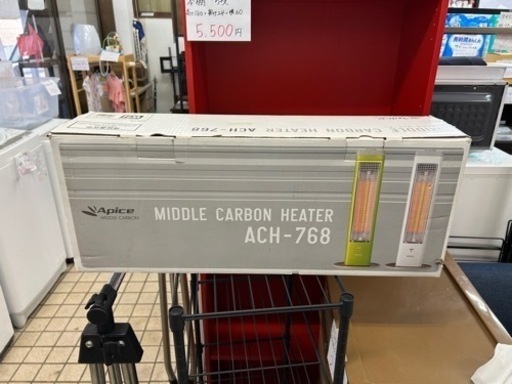 5,500円
MIDDLE CARBON HEATER ACH-768
Apice
MIDDLE CARBON
MIDDLE CARBON HEATER
ACH-768